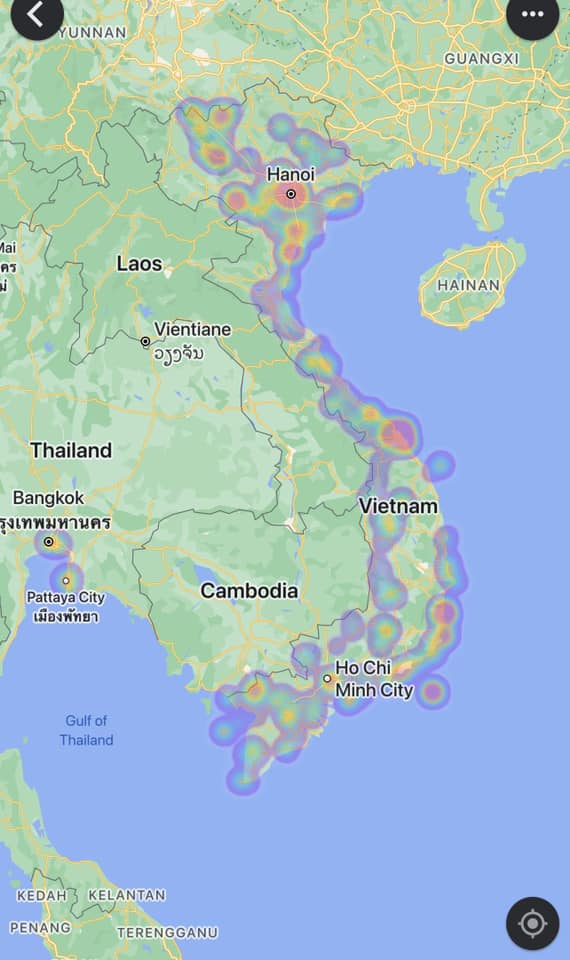 YUNNAN
GUANGXI
Hanoi
Mai
คร
Laos
HAINAN
Vientiane
ວຽງຈັນ
Thailand
Bangkok
รุงเทพมหานคร
Vietnam
Pattaya City
เมืองพัทยา
Cambodia
Ho Chi
Minh City
Gulf of
Thailand
KEDAH
KELANTAN
PENANG
TERENGGANU